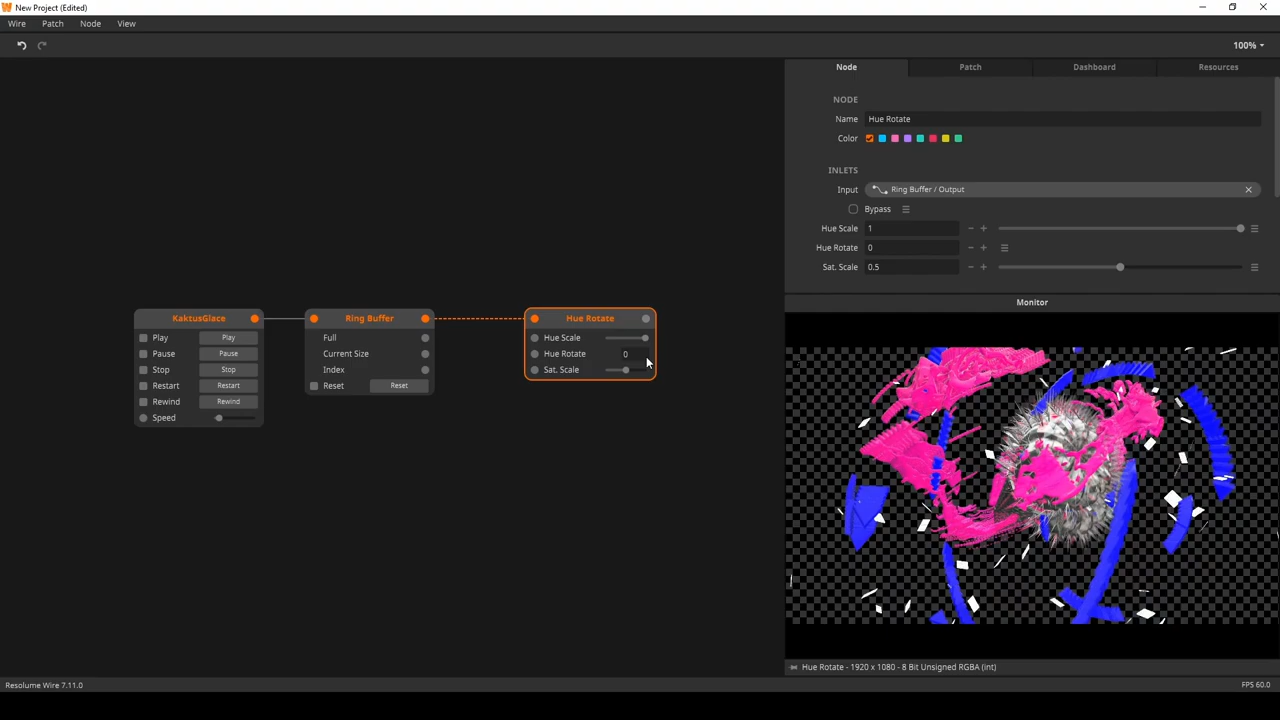 New Project (Edited)
Wire Patch Node View
100%
Node Patch Dashboard Resources
NODE
Name Hue Rotate
Color
INLETS
Input Ring Buffer / Output
Bypass
Hue Scale 1
Hue Rotate 0
Sat. Scale 0.5
Monitor
KaktusGlace
Play Play
Pause Pause
Stop Stop
Restart Restart
Rewind Rewind
Speed
Ring Buffer
Full
Current Size
Index
Reset Reset
Hue Rotate
Hue Scale
Hue Rotate 0
Sat. Scale
Hue Rotate - 1920 x 1080 - 8 Bit Unsigned RGBA (int)
Resolume Wire 7.11.0
FPS 60.0